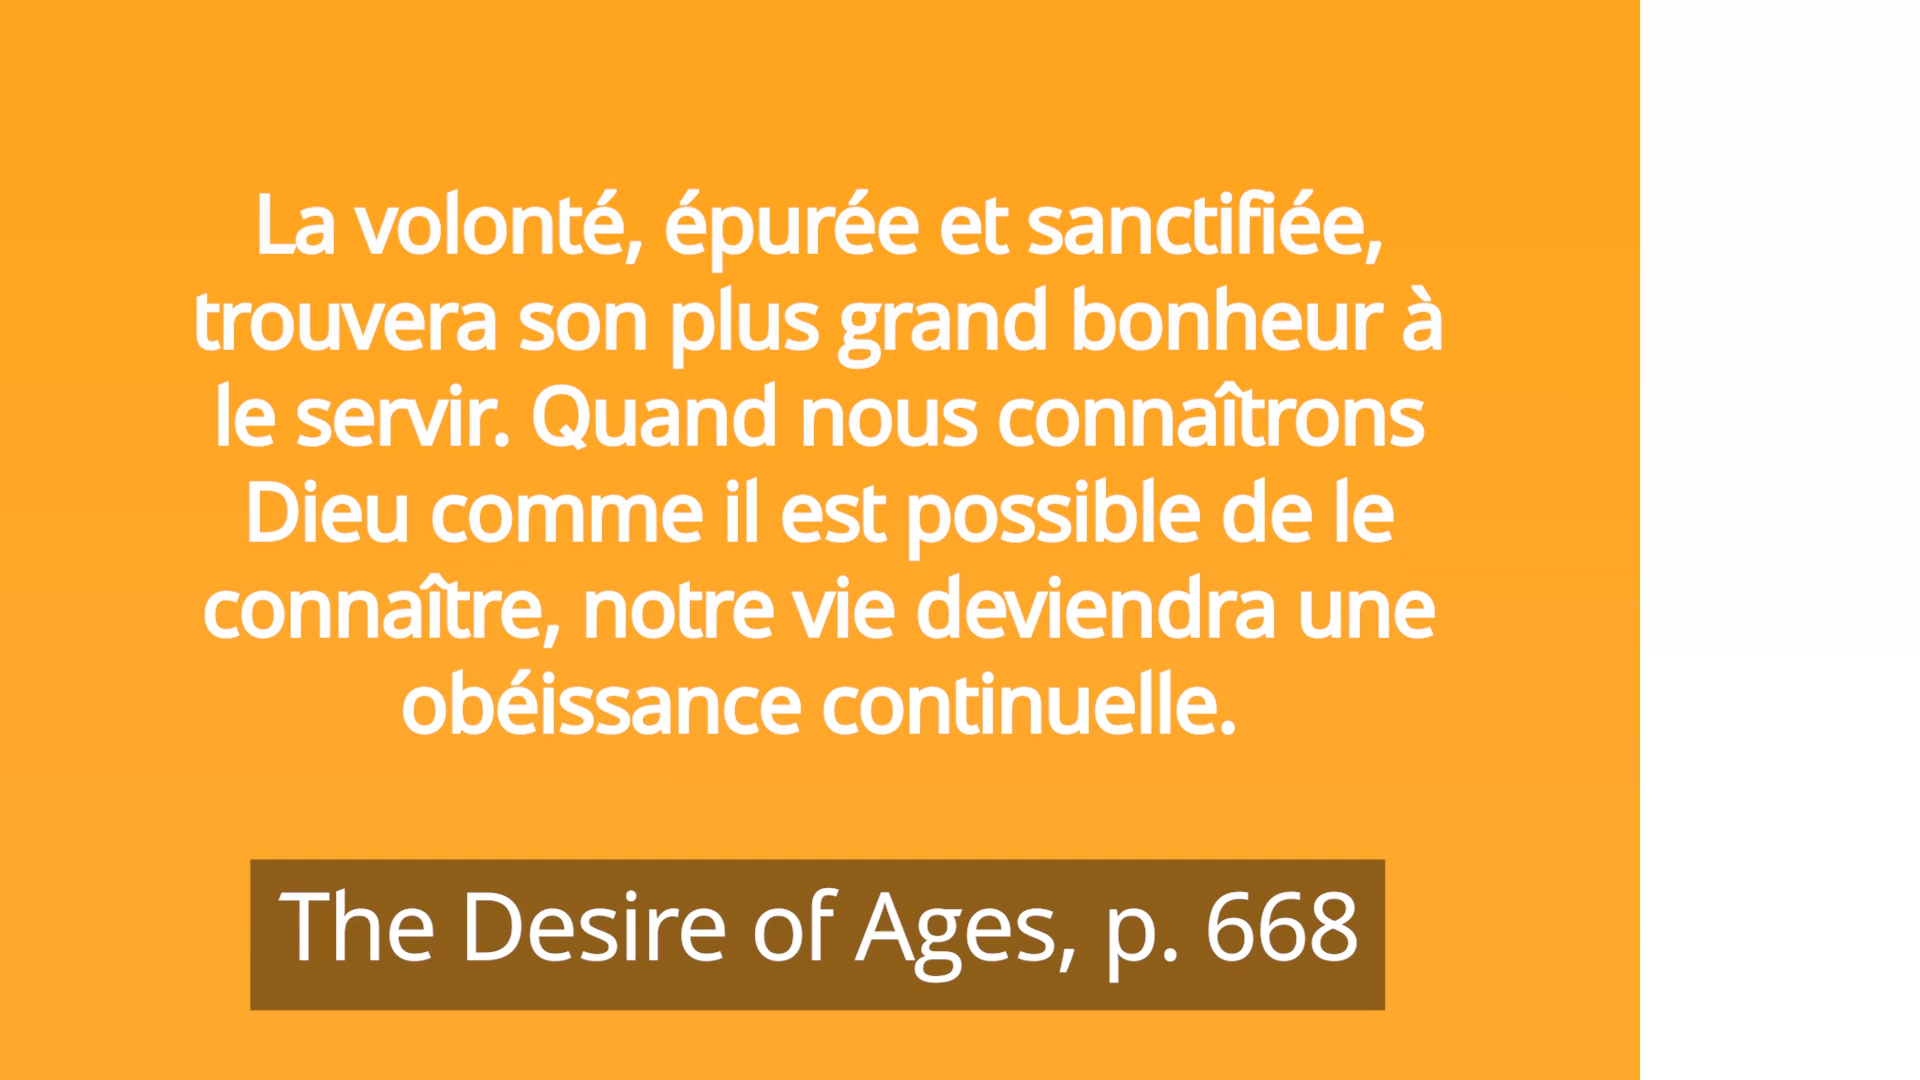 La volonté, épurée et sanctifiée,
trouvera son plus grand bonheur à
le servir. Quand nous connaîtrons
Dieu comme il est possible de le
connaître, notre vie deviendra une
obéissance continuelle.
The Desire of Ages, p. 668